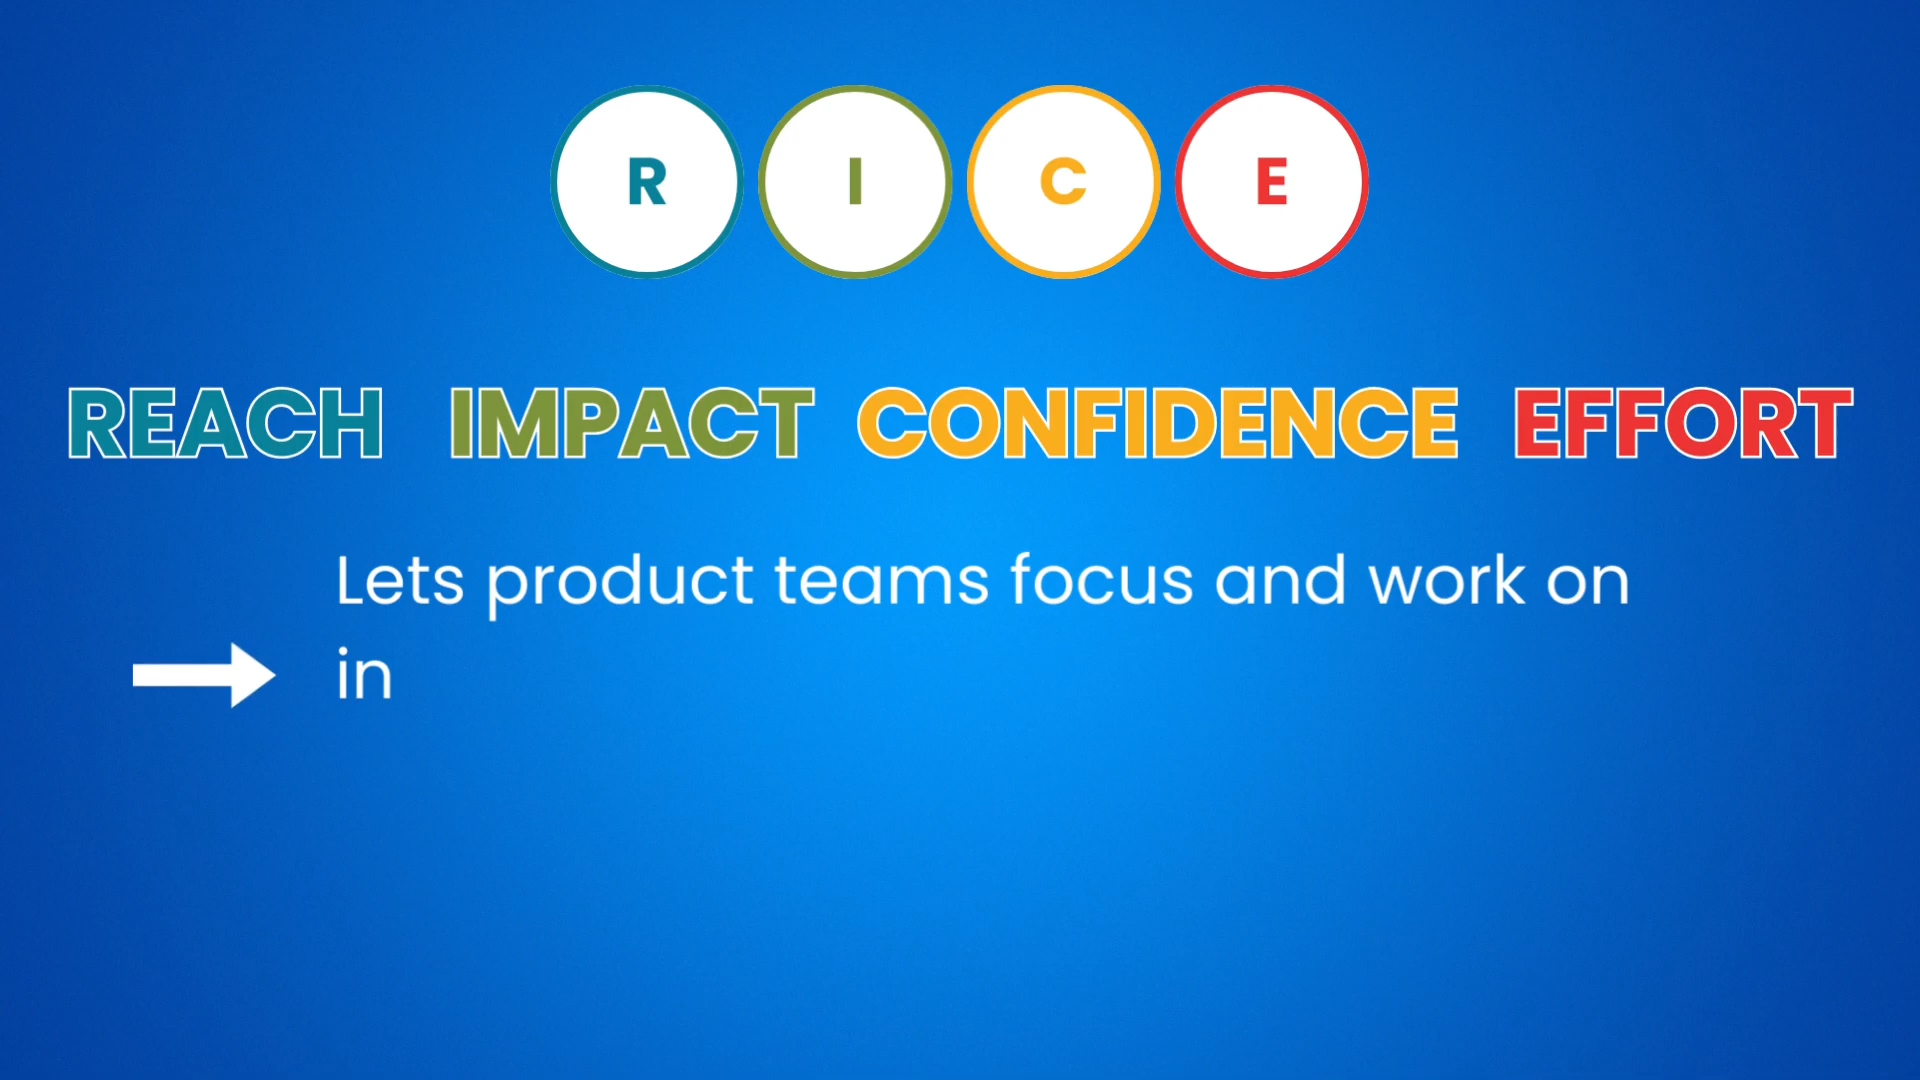 R I C E
REACH IMPACT CONFIDENCE EFFORT
Lets product teams focus and work on
in